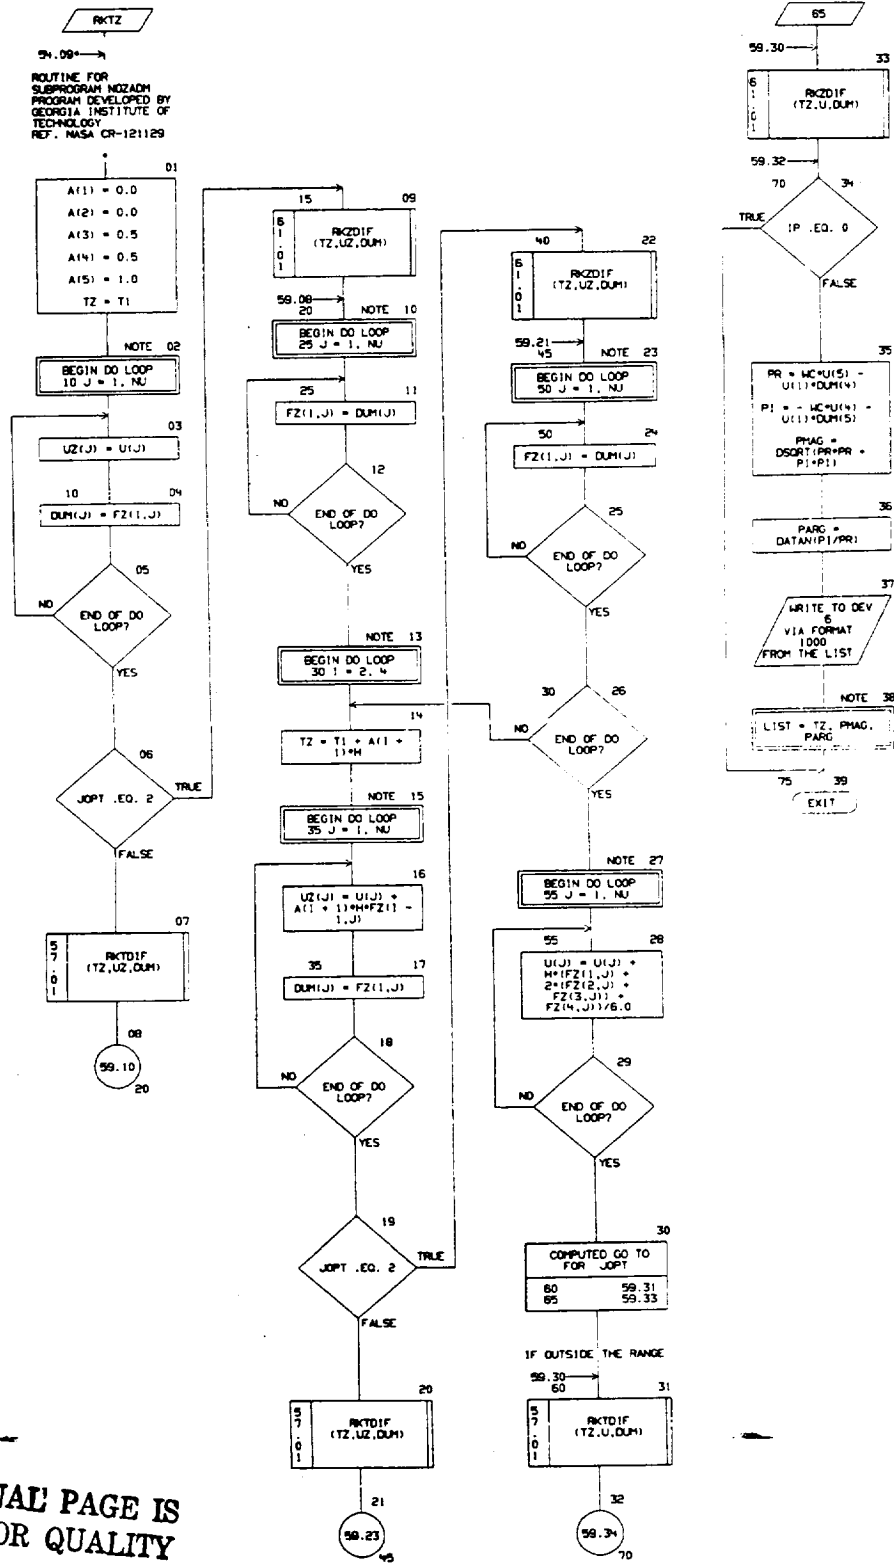 RKTZ
54.09*
ROUTINE FOR
SUBPROGRAM NOZADM
PROGRAM DEVELOPED BY
GEORGIA INSTITUTE OF
TECHNOLOGY
REF. NASA CR-121129
01
A(1) = 0.0
A(2) = 0.0
A(3) = 0.5
A(4) = 0.5
A(5) = 1.0
TZ = T1
NOTE 02
BEGIN DO LOOP
10 J = 1, NU
03
UZ(J) = U(J)
10 04
DUM(J) = FZ(1,J)
05
NO
END OF DO
LOOP?
YES
06
JOPT .EQ. 2
TRUE
FALSE
07
57.01
RKTDIF
(TZ,UZ,DUM)
08
59.10
20
15 09
61.01
RKZDIF
(TZ,UZ,DUM)
59.08
20 NOTE 10
BEGIN DO LOOP
25 J = 1, NU
25 11
FZ(1,J) = DUM(J)
12
NO
END OF DO
LOOP?
YES
NOTE 13
BEGIN DO LOOP
30 I = 2, 4
14
TZ = T1 + A(I +
1)*H
NOTE 15
BEGIN DO LOOP
35 J = 1, NU
16
UZ(J) = U(J) +
A(I + 1)*H*FZ(I -
1,J)
35 17
DUM(J) = FZ(I,J)
18
NO
END OF DO
LOOP?
YES
19
JOPT .EQ. 2
TRUE
FALSE
20
57.01
RKTDIF
(TZ,UZ,DUM)
21
59.23
45
40 22
61.01
RKZDIF
(TZ,UZ,DUM)
59.21
45 NOTE 23
BEGIN DO LOOP
50 J = 1, NU
50 24
FZ(I,J) = DUM(J)
25
NO
END OF DO
LOOP?
YES
30 26
NO
END OF DO
LOOP?
YES
NOTE 27
BEGIN DO LOOP
55 J = 1, NU
55 28
U(J) = U(J) +
H*(FZ(1,J) +
2*(FZ(2,J) +
FZ(3,J)) +
FZ(4,J))/6.0
29
NO
END OF DO
LOOP?
YES
30
COMPUTED GO TO
FOR JOPT
60 59.31
65 59.33
IF OUTSIDE THE RANGE
59.30
60 31
57.01
RKTDIF
(TZ,U,DUM)
32
59.34
70
65
59.30
33
61.01
RKZDIF
(TZ,U,DUM)
59.32
70 34
TRUE
IP .EQ. 0
FALSE
35
PR = WC*U(5) -
U(1)*DUM(4)
PI = - WC*U(4) -
U(1)*DUM(5)
PMAG =
DSQRT(PR*PR +
PI*PI)
36
PARG =
DATAN(PI/PR)
37
WRITE TO DEV
6
VIA FORMAT
1000
FROM THE LIST
NOTE 38
LIST = TZ, PMAG,
PARG
75 39
EXIT
PAGE IS
QUALITY